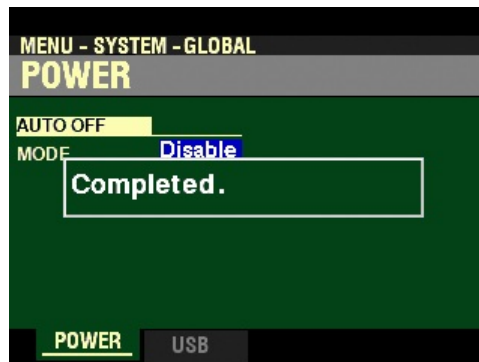 MENU - SYSTEM - GLOBAL
POWER
AUTO OFF
MODE Disable
Completed.
POWER USB